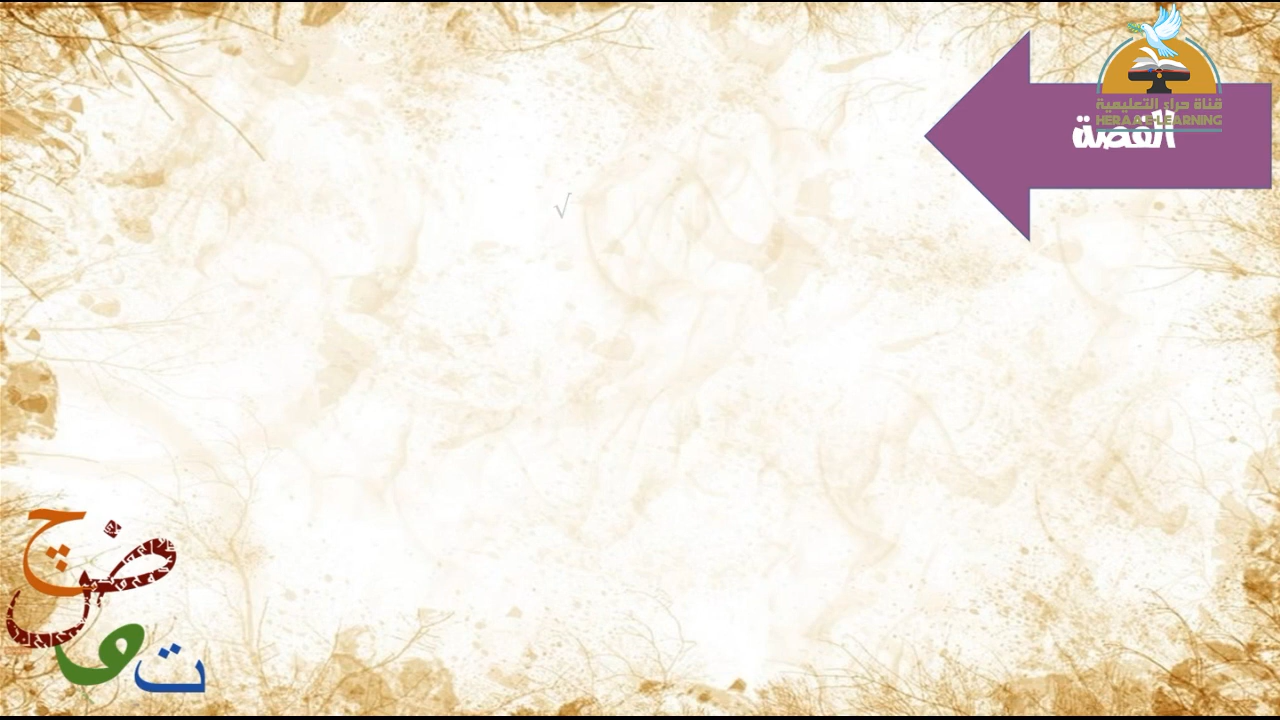 قناة حراء التعليمية
HERAA E-LEARNING
القصة
√
ج
ض
و
ت